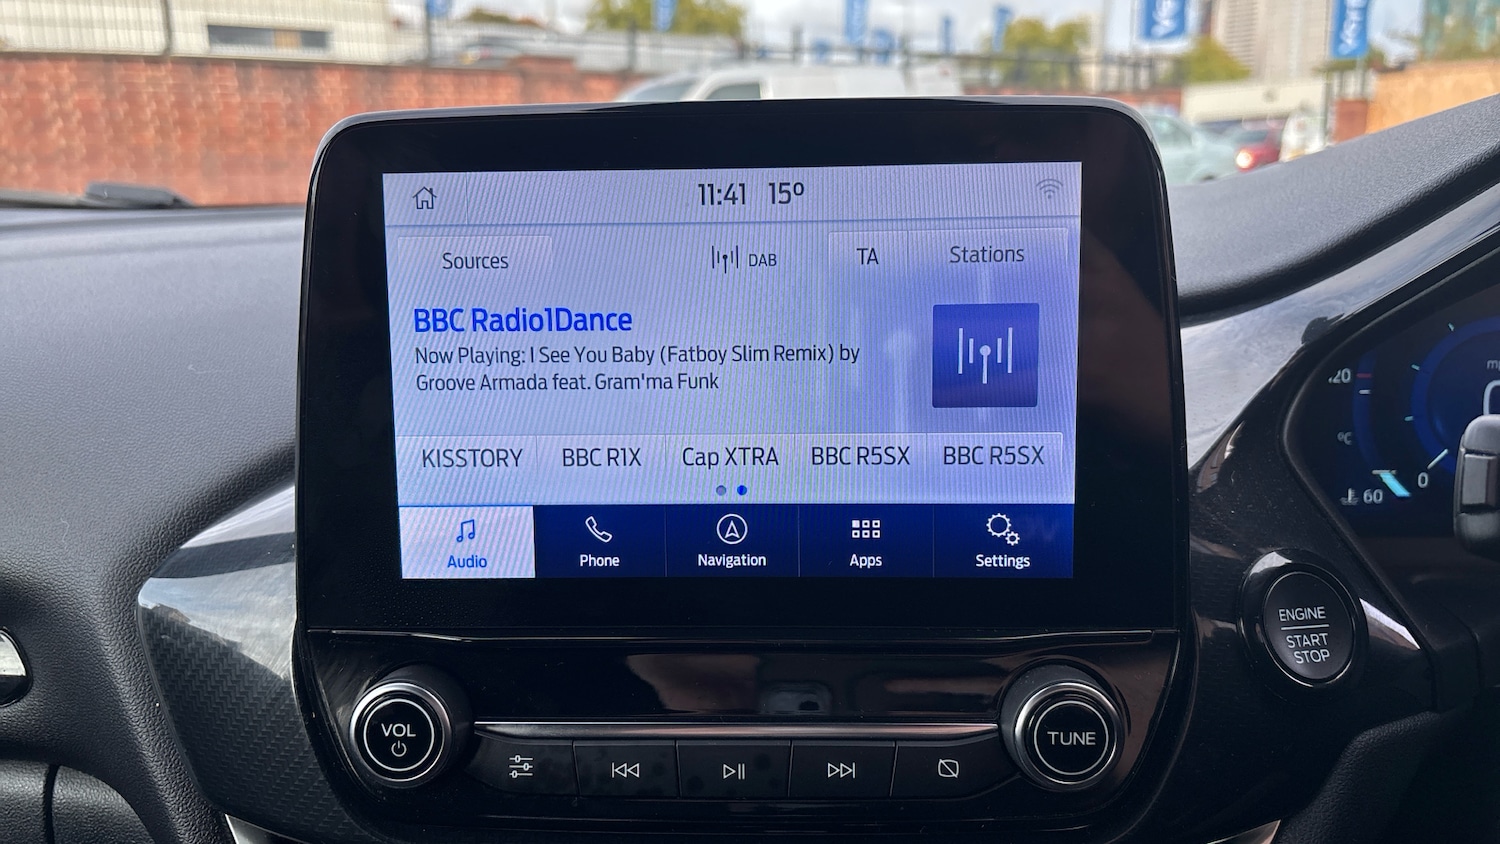 11:41 15º
Sources
DAB
TA
Stations
BBC Radio1Dance
Now Playing: I See You Baby (Fatboy Slim Remix) by
Groove Armada feat. Gram'ma Funk
KISSTORY BBC R1X Cap XTRA BBC R5SX BBC R5SX
Audio Phone Navigation Apps Settings
VOL
TUNE
ENGINE
START
STOP
120
°C
60
0